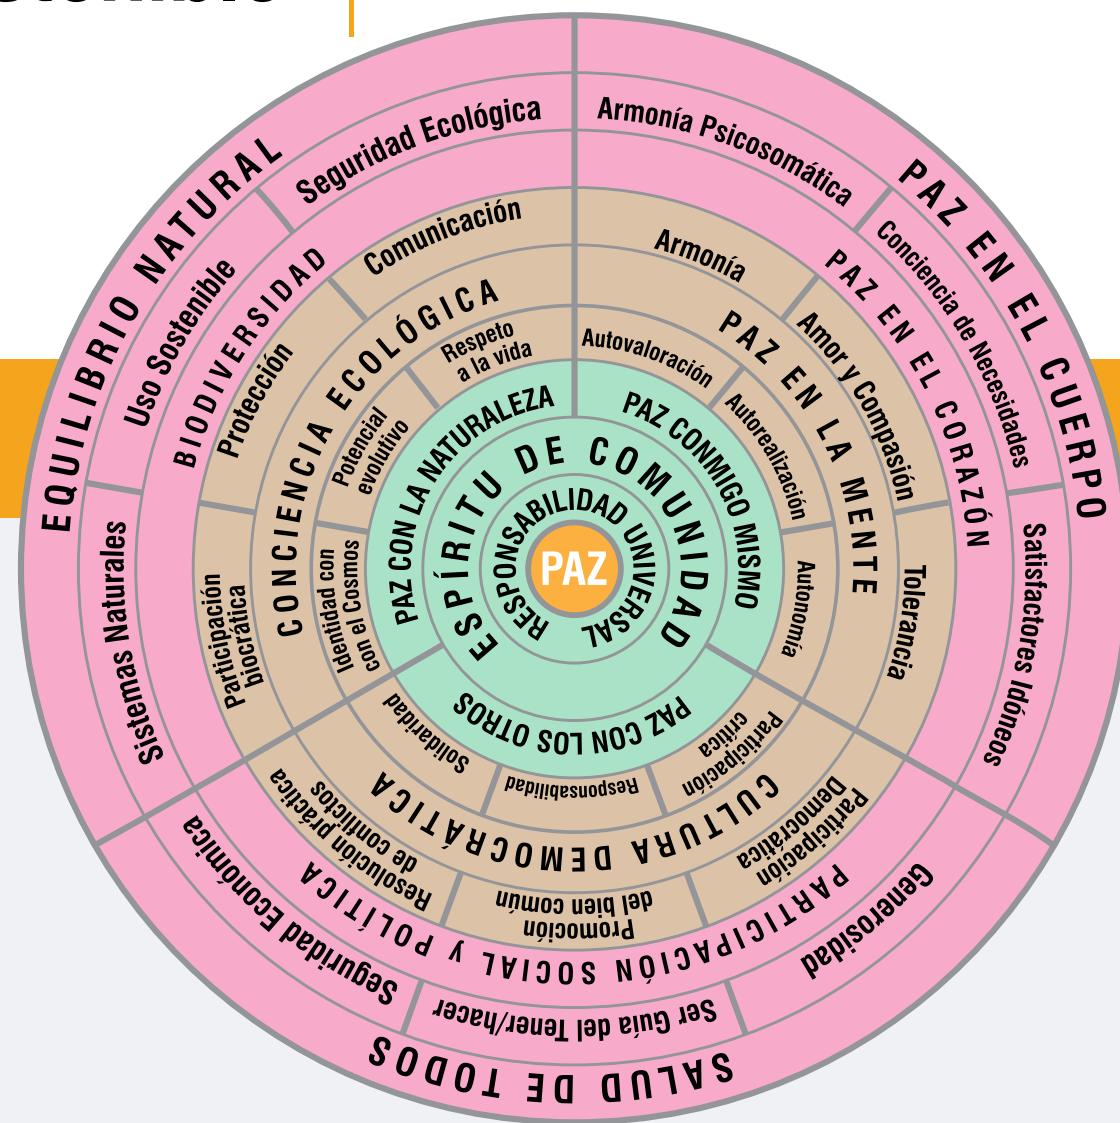 PAZ
RESPONSABILIDAD UNIVERSAL
ESPÍRITU DE COMUNIDAD
PAZ CON LA NATURALEZA
PAZ CONMIGO MISMO
PAZ CON LOS OTROS
Identidad con
con el Cosmos
Potencial
evolutivo
Respeto
a la vida
Autovaloración
Autorealización
Autonomía
Participación
crítica
Responsabilidad
Solidaridad
CONCIENCIA ECOLÓGICA
PAZ EN LA MENTE
CULTURA DEMOCRÁTICA
Participación
biocrática
Protección
Comunicación
Armonía
Amor y Compasión
Tolerancia
Participación
Democrática
Promoción
del bien común
Resolución práctica
de conflictos
BIODIVERSIDAD
PAZ EN EL CORAZÓN
PARTICIPACIÓN SOCIAL y POLÍTICA
Sistemas Naturales
Uso Sostenible
Seguridad Ecológica
Armonía Psicosomática
Conciencia de Necesidades
Satisfactores Idóneos
Generosidad
Ser Guía del Tener/hacer
Seguridad Económica
EQUILIBRIO NATURAL
PAZ EN EL CUERPO
SALUD DE TODOS